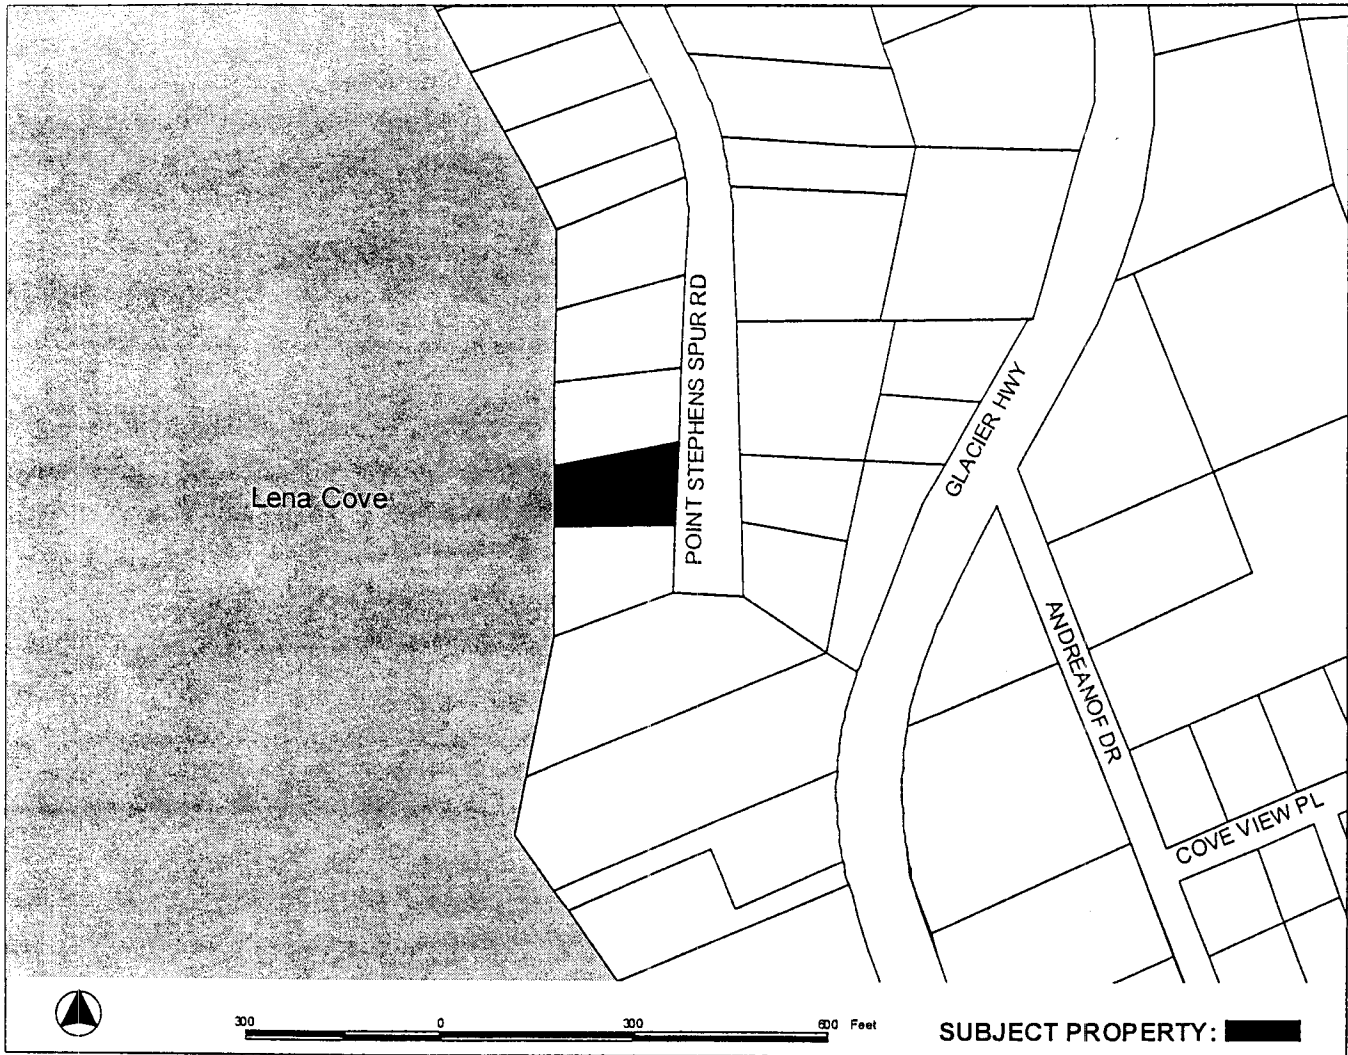 POINT STEPHENS SPUR RD
GLACIER HWY
Lena Cove
ANDREANOF DR
COVE VIEW PL
300 0 300 600 Feet
SUBJECT PROPERTY: